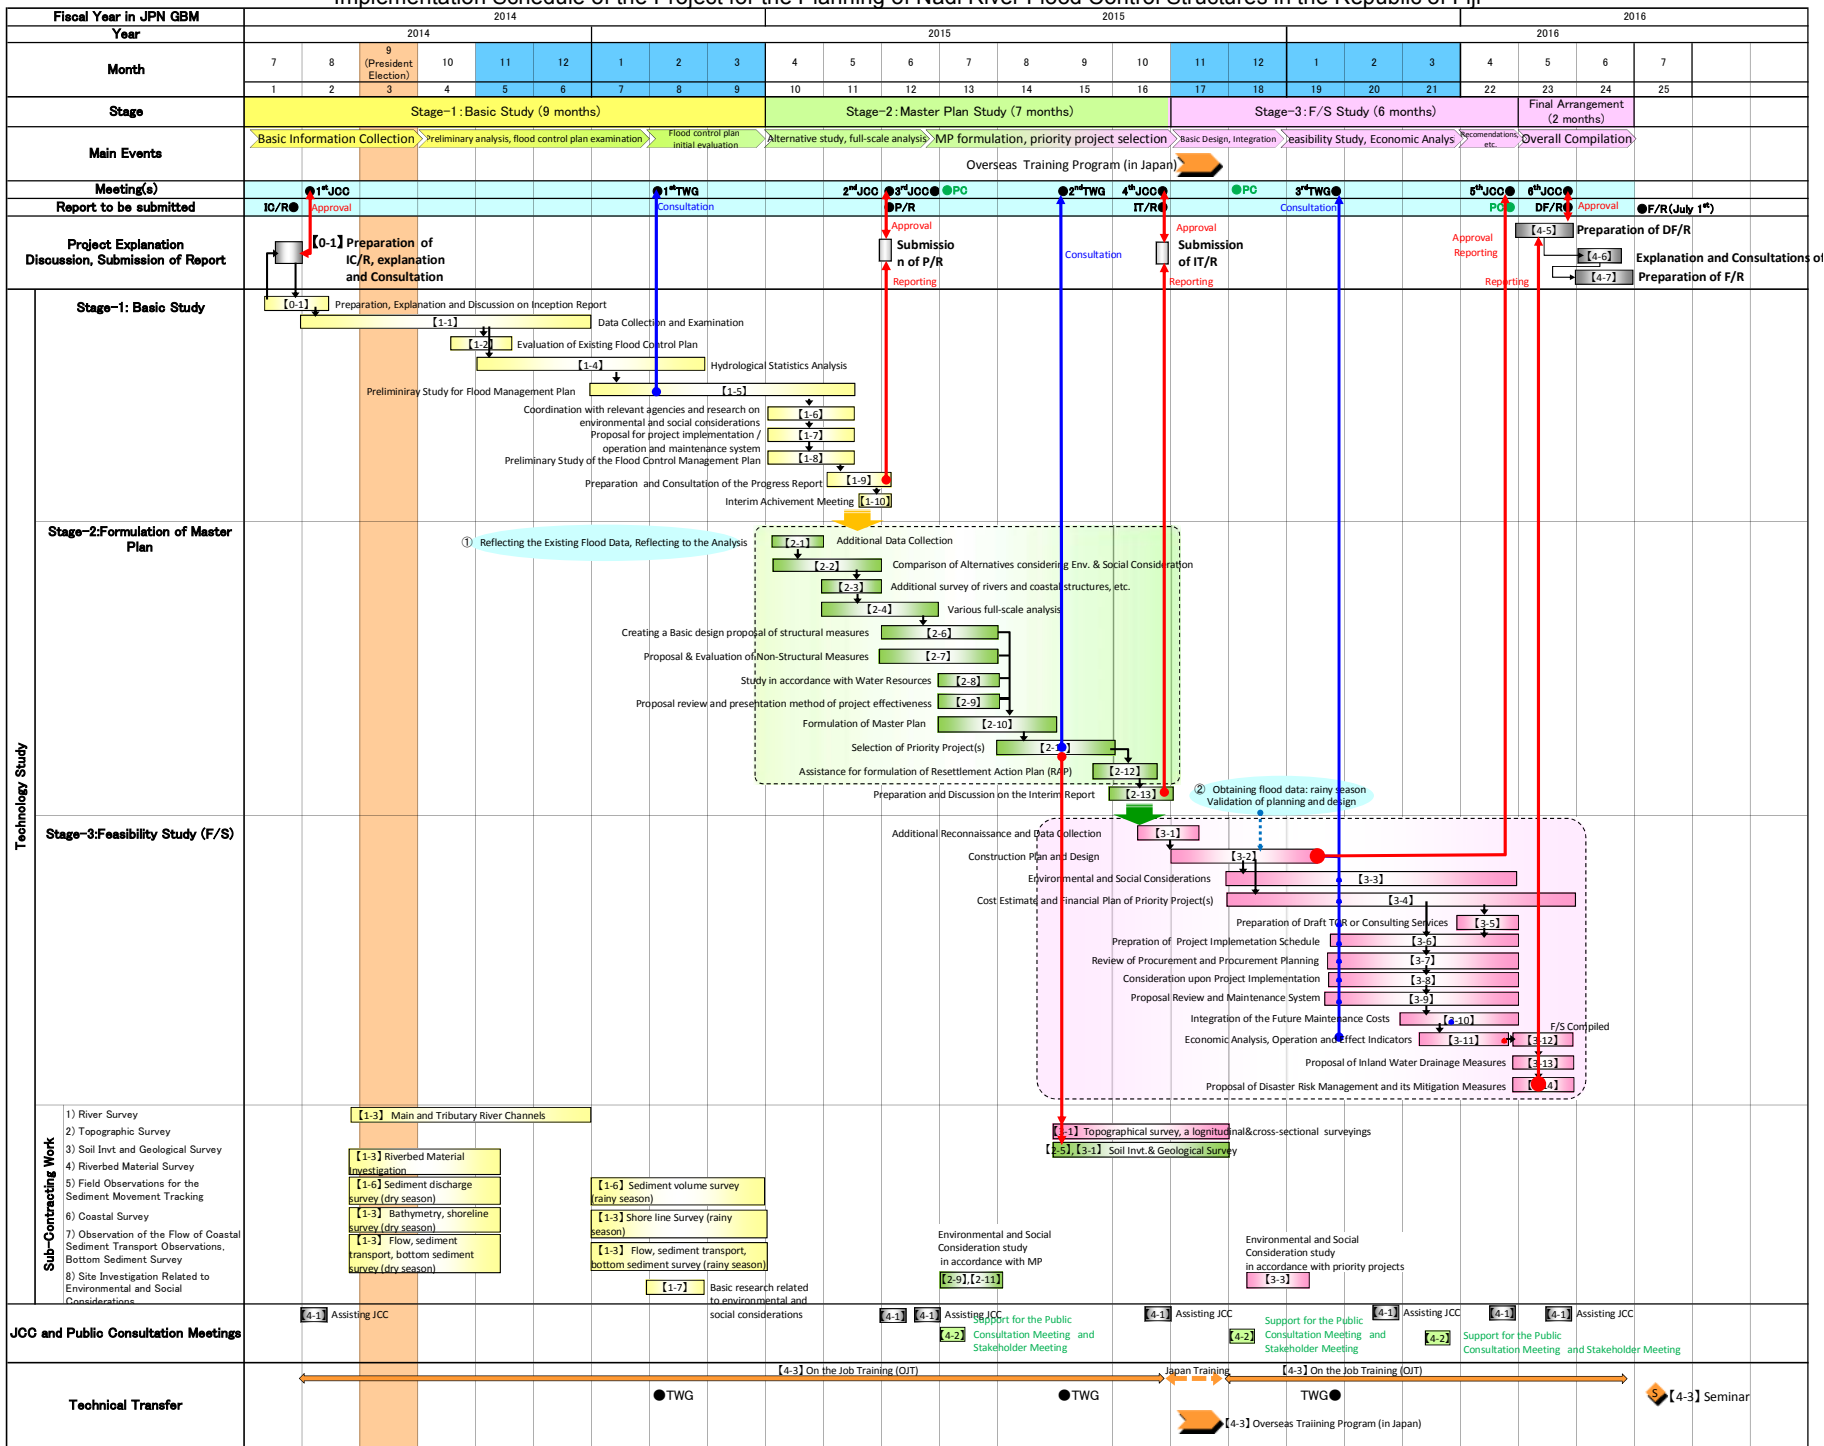 Implementation Schedule of the Project for the Planning of Nadi River Flood Control Structures in the Republic of Fiji
Fiscal Year in JPN GBM 2014 2015 2016
Year 2014 2015 2016
Month 7 8 9 (President Election) 10 11 12 1 2 3 4 5 6 7 8 9 10 11 12 1 2 3 4 5 6 7
1 2 3 4 5 6 7 8 9 10 11 12 13 14 15 16 17 18 19 20 21 22 23 24 25
Stage Stage-1: Basic Study (9 months) Stage-2: Master Plan Study (7 months) Stage-3: F/S Study (6 months) Final Arrangement (2 months)
Main Events
Basic Information Collection
Preliminary analysis, flood control plan examination
Flood control plan
initial evaluation
Alternative study, full-scale analysis
MP formulation, priority project selection
Basic Design, Integration
easibility Study, Economic Analys
Recomendations,
etc.
Overall Compilation
Overseas Training Program (in Japan)
Meeting(s)
●1st JCC ●1st TWG 2nd JCC ● 3rd JCC ● ●PC ●2nd TWG 4th JCC ● ●PC 3rd TWG ● 5th JCC ● 6th JCC ●
Report to be submitted
IC/R● Approval Consultation ●P/R IT/R● Consultation PC● DF/R● Approval ●F/R(July 1st)
Project Explanation
Discussion, Submission of Report
【0-1】Preparation of
IC/R, explanation
and Consultation
Approval
Submissio
n of P/R
Reporting
Consultation
Approval
Submission
of IT/R
Reporting
Approval
Reporting
Reporting
【4-5】 Preparation of DF/R
【4-6】 Explanation and Consultations of
【4-7】 Preparation of F/R
Technology Study
Stage-1: Basic Study
【0-1】 Preparation, Explanation and Discussion on Inception Report
【1-1】 Data Collection and Examination
【1-2】 Evaluation of Existing Flood Control Plan
【1-4】 Hydrological Statistics Analysis
Preliminiray Study for Flood Management Plan 【1-5】
Coordination with relevant agencies and research on
environmental and social considerations 【1-6】
Proposal for project implementation /
operation and maintenance system 【1-7】
Preliminary Study of the Flood Control Management Plan 【1-8】
Preparation and Consultation of the Progress Report 【1-9】
Interim Achivement Meeting 【1-10】
Stage-2:Formulation of Master
Plan
① Reflecting the Existing Flood Data, Reflecting to the Analysis
【2-1】 Additional Data Collection
【2-2】 Comparison of Alternatives considering Env. & Social Consideration
【2-3】 Additional survey of rivers and coastal structures, etc.
【2-4】 Various full-scale analysis
Creating a Basic design proposal of structural measures 【2-6】
Proposal & Evaluation of Non-Structural Measures 【2-7】
Study in accordance with Water Resources 【2-8】
Proposal review and presentation method of project effectiveness 【2-9】
Formulation of Master Plan 【2-10】
Selection of Priority Project(s)
Assistance for formulation of Resettlement Action Plan (RAP) 【2-12】
Preparation and Discussion on the Interim Report 【2-13】
② Obtaining flood data: rainy season
Validation of planning and design
Stage-3:Feasibility Study (F/S)
Additional Reconnaissance and Data Collection 【3-1】
Construction Plan and Design 【3-2】
Environmental and Social Considerations 【3-3】
Cost Estimate and Financial Plan of Priority Project(s) 【3-4】
Preparation of Draft TOR or Consulting Services 【3-5】
Prepration of Project Implemetation Schedule 【3-6】
Review of Procurement and Procurement Planning 【3-7】
Consideration upon Project Implementation 【3-8】
Proposal Review and Maintenance System 【3-9】
Integration of the Future Maintenance Costs 【3-10】
F/S Compiled
Economic Analysis, Operation and Effect Indicators 【3-11】 【3-12】
Proposal of Inland Water Drainage Measures 【3-13】
Proposal of Disaster Risk Management and its Mitigation Measures
Sub-Contracting Work
1) River Survey
2) Topographic Survey
3) Soil Invt and Geological Survey
4) Riverbed Material Survey
5) Field Observations for the
Sediment Movement Tracking
6) Coastal Survey
7) Observation of the Flow of Coastal
Sediment Transport Observations,
Bottom Sediment Survey
8) Site Investigation Related to
Environmental and Social
Considerations
【1-3】 Main and Tributary River Channels
【1-3】 Riverbed Material
Investigation
【1-6】 Sediment discharge
survey (dry season)
【1-3】 Bathymetry, shoreline
survey (dry season)
【1-3】 Flow, sediment
transport, bottom sediment
survey (dry season)
【1-6】 Sediment volume survey
(rainy season)
【1-3】 Shore line Survey (rainy
season)
【1-3】 Flow, sediment transport,
bottom sediment survey (rainy season)
【1-7】 Basic research related
to environmental and
social considerations
Topographical survey, a lognitudinal&cross-sectional surveyings
【2-5】,【3-1】 Soil Invt.& Geological Survey
Environmental and Social
Consideration study
in accordance with MP
【2-9】,【2-11】
Environmental and Social
Consideration study
in accordance with priority projects
【3-3】
JCC and Public Consultation Meetings
【4-1】 Assisting JCC 【4-1】 【4-1】 Assisting JCC 【4-1】 Assisting JCC 【4-1】 Assisting JCC 【4-1】 【4-1】 Assisting JCC
【4-2】 Support for the Public
Consultation Meeting and
Stakeholder Meeting
【4-2】 Support for the Public
Consultation Meeting and
Stakeholder Meeting
【4-2】 Support for the Public
Consultation Meeting and Stakeholder Meeting
Technical Transfer
【4-3】 On the Job Training (OJT) Japan Training 【4-3】 On the Job Training (OJT)
●TWG ●TWG TWG● S 【4-3】 Seminar
【4-3】 Overseas Traiining Program (in Japan)